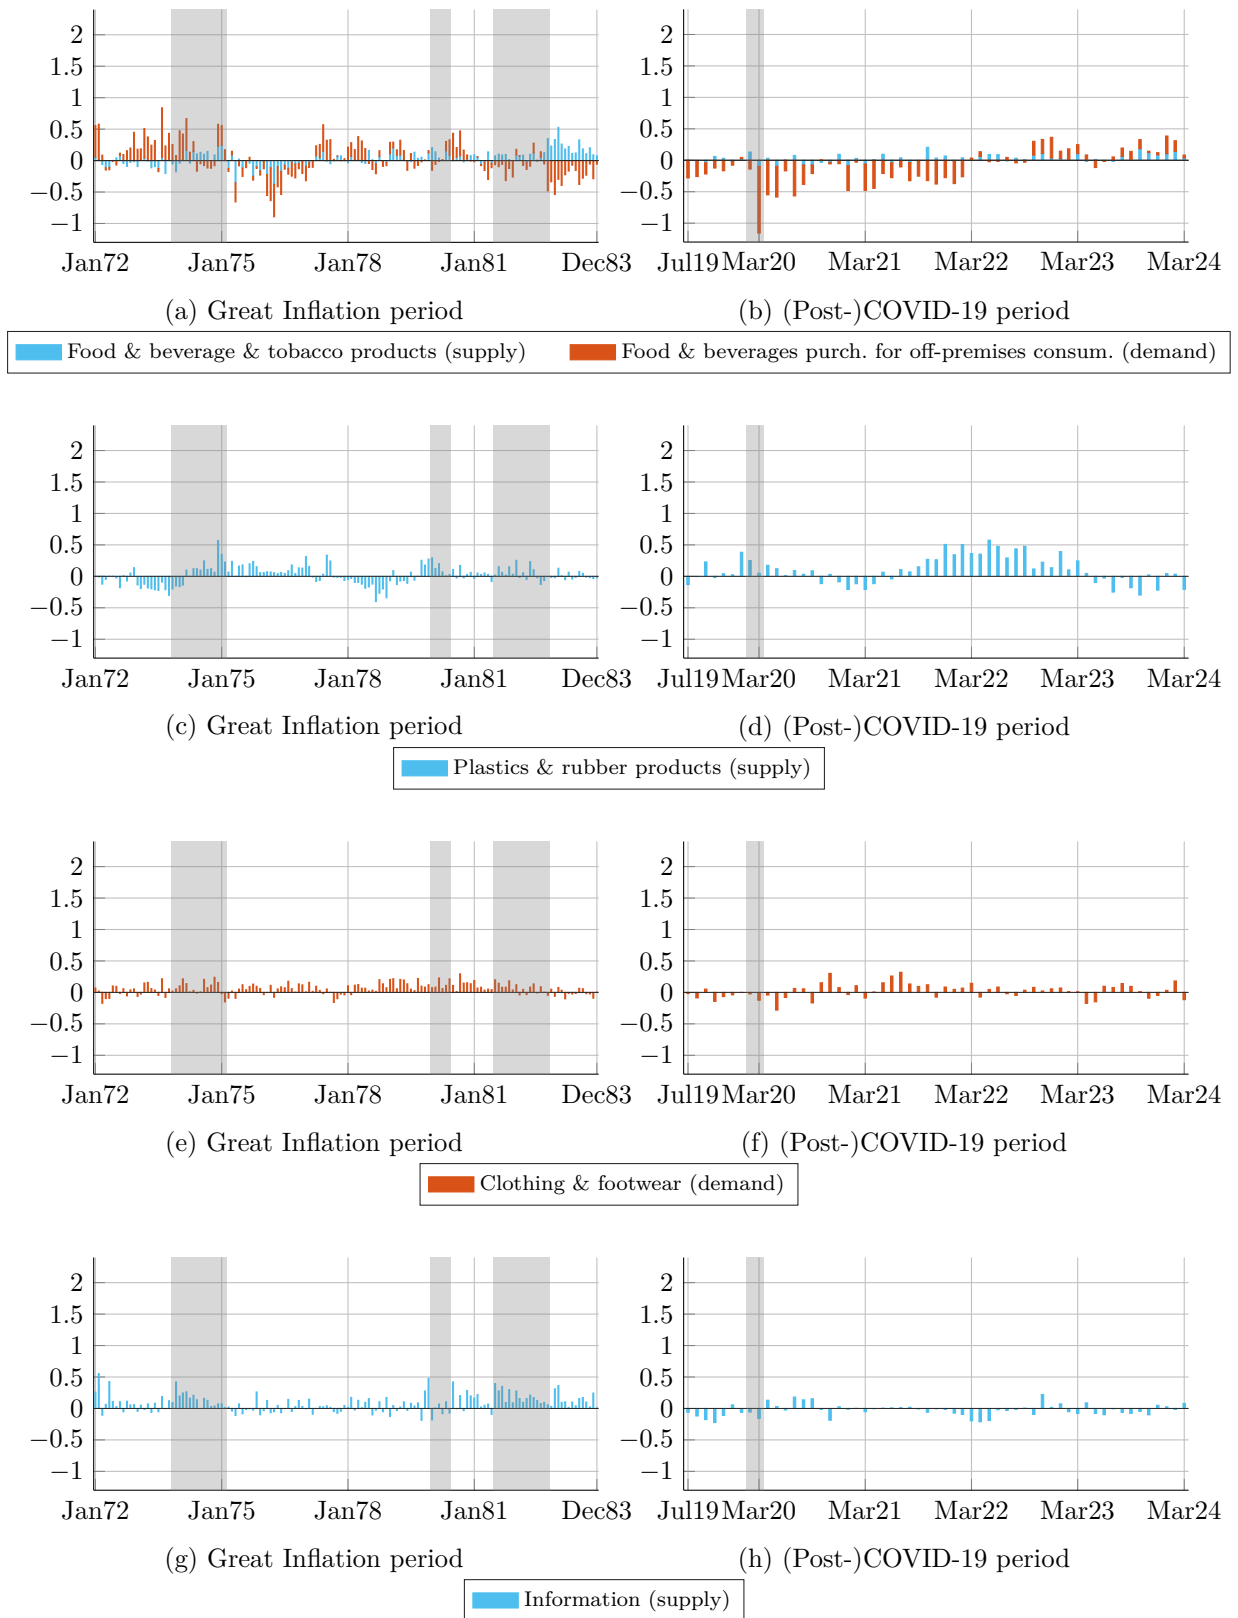 2
1.5
1
0.5
0
−0.5
−1
Jan72 Jan75 Jan78 Jan81 Dec83
(a) Great Inflation period
2
1.5
1
0.5
0
−0.5
−1
Jul19 Mar20 Mar21 Mar22 Mar23 Mar24
(b) (Post-)COVID-19 period
Food & beverage & tobacco products (supply) Food & beverages purch. for off-premises consum. (demand)
2
1.5
1
0.5
0
−0.5
−1
Jan72 Jan75 Jan78 Jan81 Dec83
(c) Great Inflation period
2
1.5
1
0.5
0
−0.5
−1
Jul19 Mar20 Mar21 Mar22 Mar23 Mar24
(d) (Post-)COVID-19 period
Plastics & rubber products (supply)
2
1.5
1
0.5
0
−0.5
−1
Jan72 Jan75 Jan78 Jan81 Dec83
(e) Great Inflation period
2
1.5
1
0.5
0
−0.5
−1
Jul19 Mar20 Mar21 Mar22 Mar23 Mar24
(f) (Post-)COVID-19 period
Clothing & footwear (demand)
2
1.5
1
0.5
0
−0.5
−1
Jan72 Jan75 Jan78 Jan81 Dec83
(g) Great Inflation period
2
1.5
1
0.5
0
−0.5
−1
Jul19 Mar20 Mar21 Mar22 Mar23 Mar24
(h) (Post-)COVID-19 period
Information (supply)